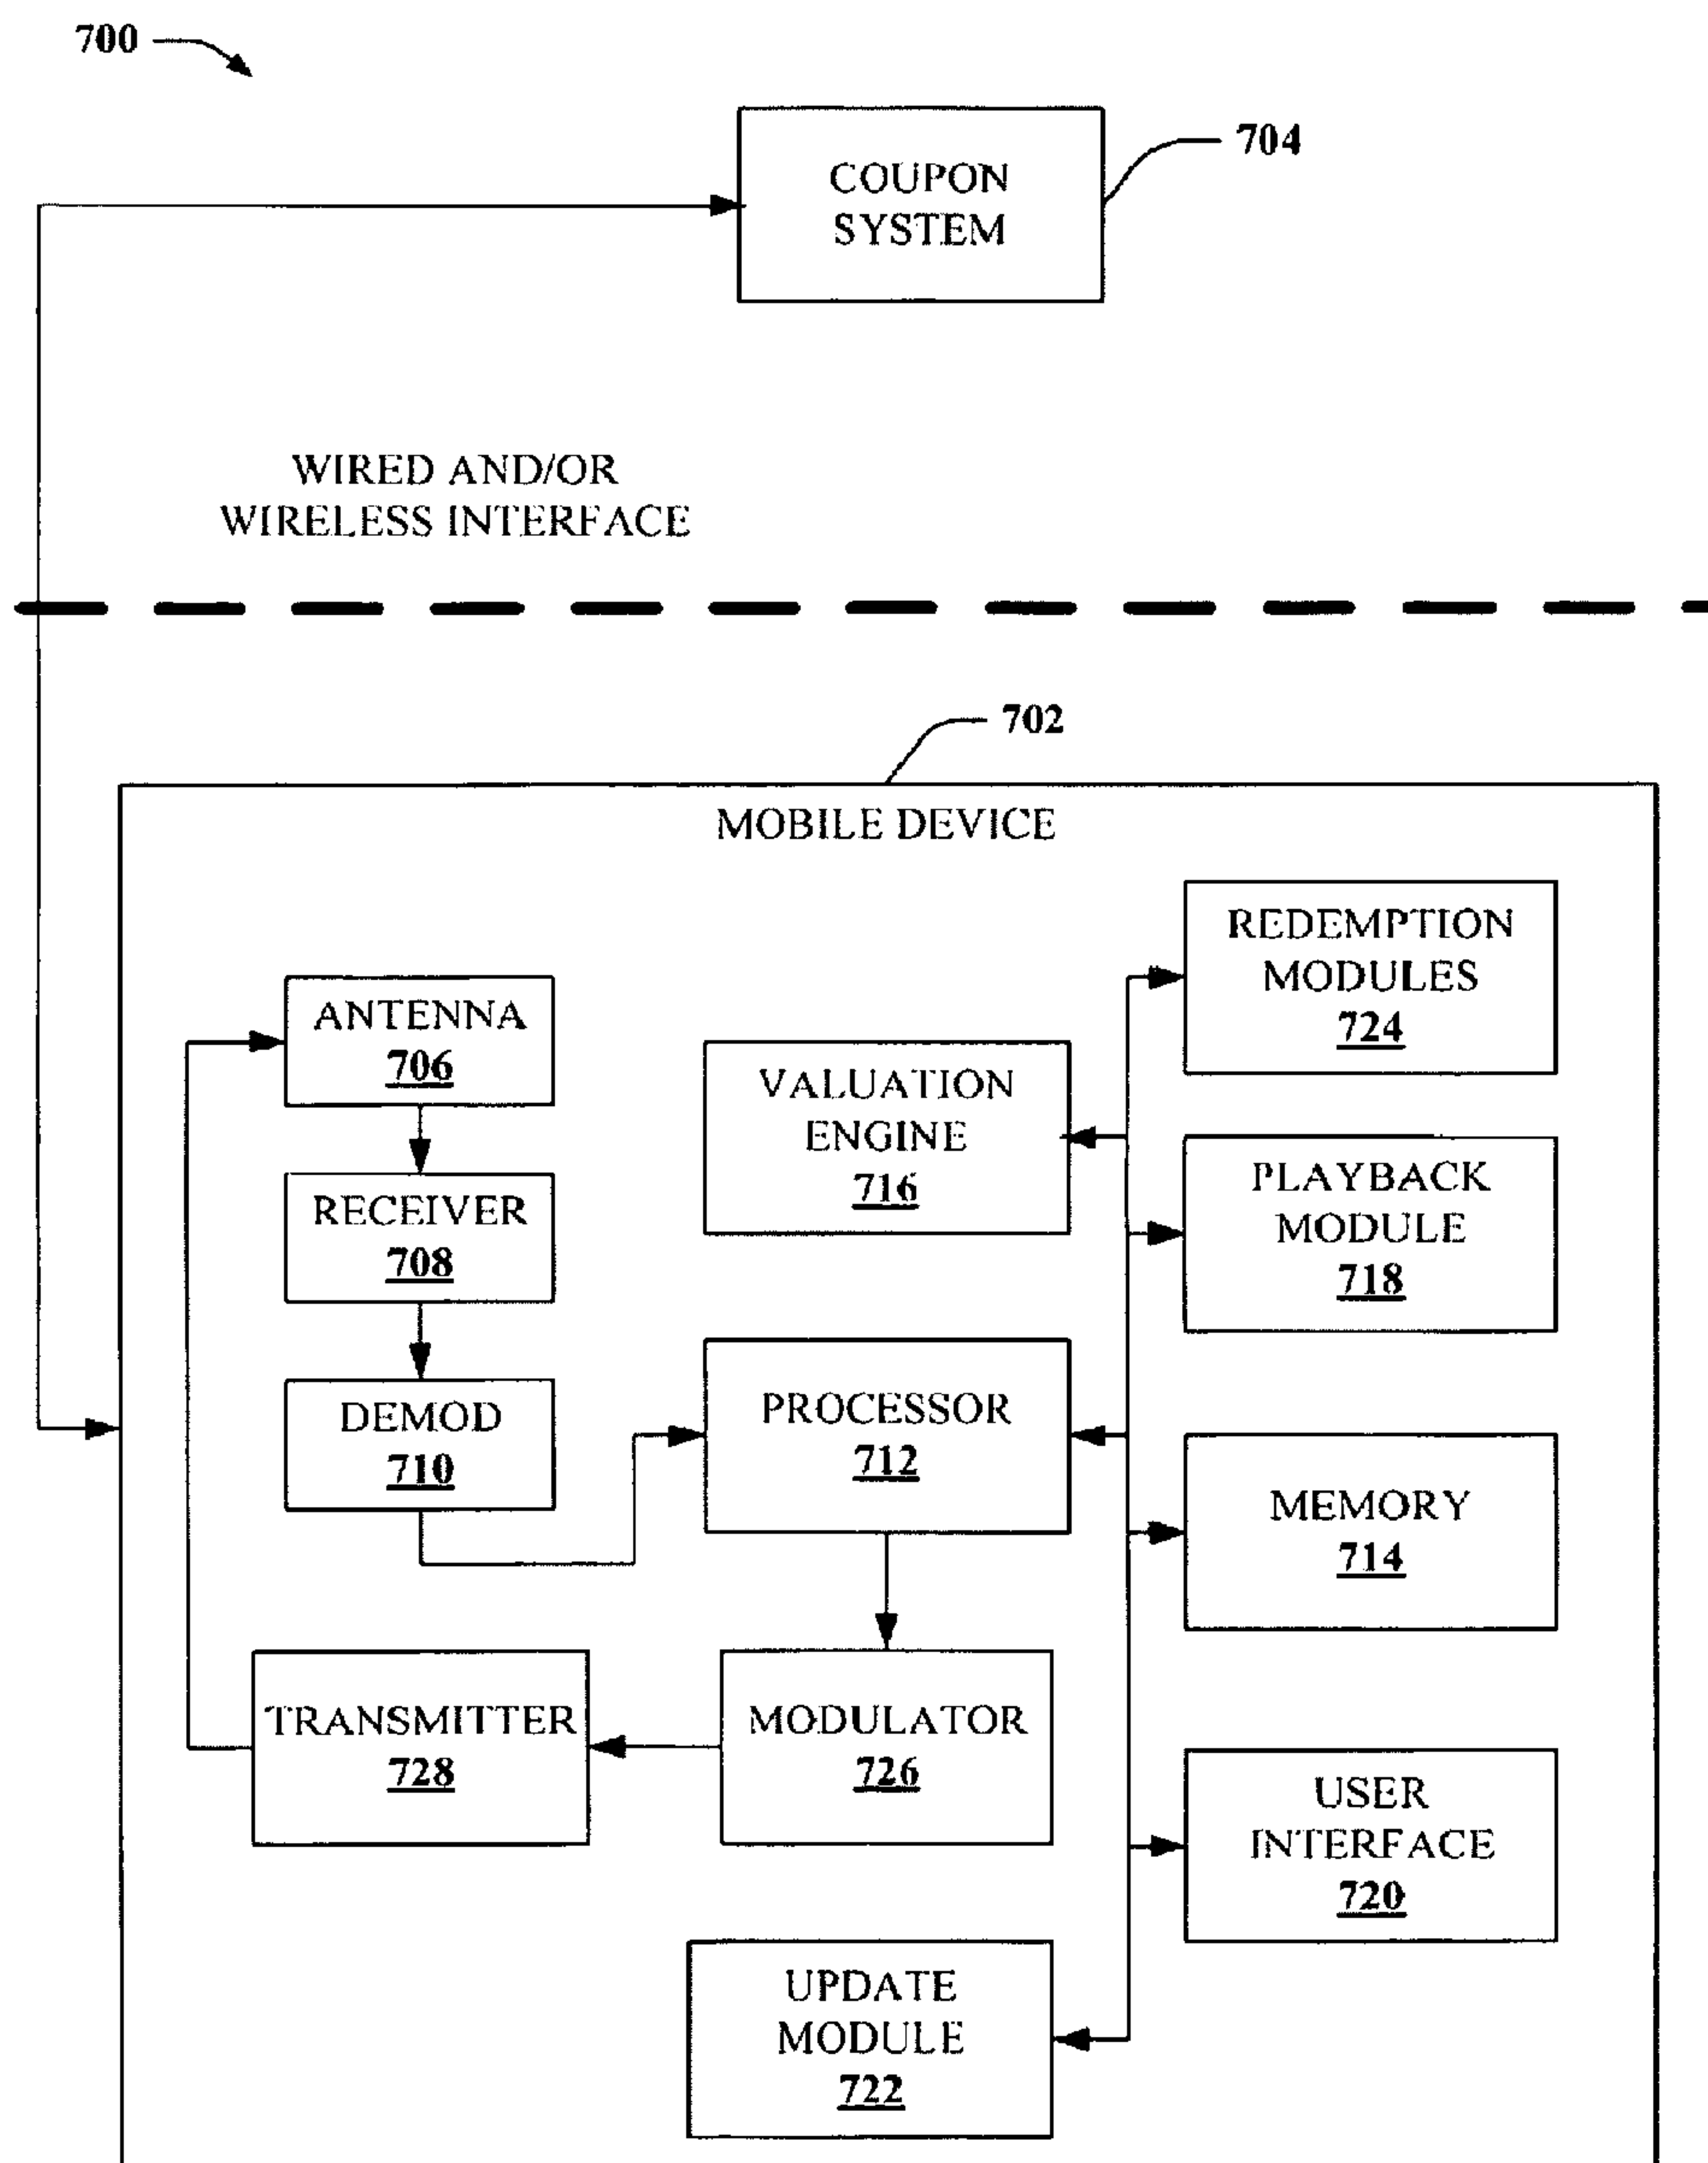 700
704
COUPON
SYSTEM
WIRED AND/OR
WIRELESS INTERFACE
702
MOBILE DEVICE
REDEMPTION
MODULES
724
ANTENNA
706
VALUATION
ENGINE
716
PLAYBACK
MODULE
718
RECEIVER
708
DEMOD
710
PROCESSOR
712
MEMORY
714
TRANSMITTER
728
MODULATOR
726
USER
INTERFACE
720
UPDATE
MODULE
722